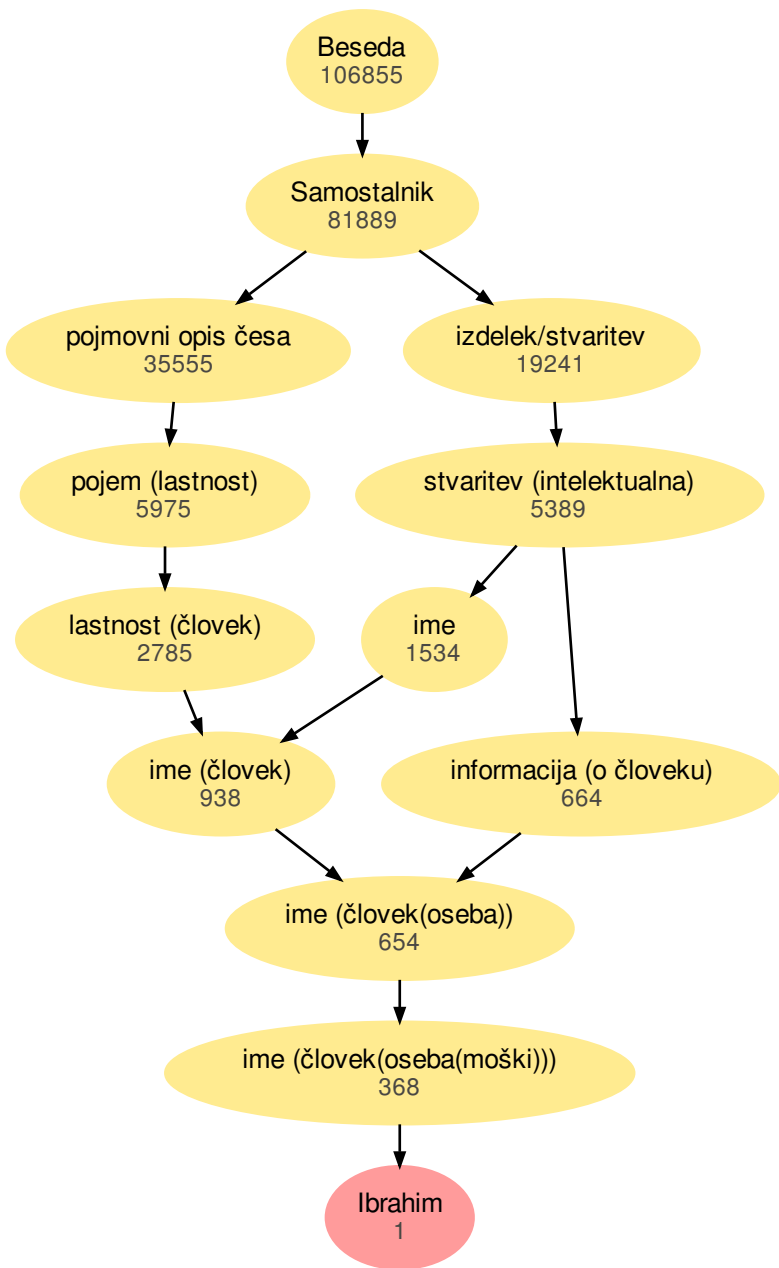 Beseda
106855
Samostalnik
81889
pojmovni opis česa
35555
izdelek/stvaritev
19241
pojem (lastnost)
5975
stvaritev (intelektualna)
5389
lastnost (človek)
2785
ime
1534
ime (človek)
938
informacija (o človeku)
664
ime (človek(oseba))
654
ime (človek(oseba(moški)))
368
Ibrahim
1